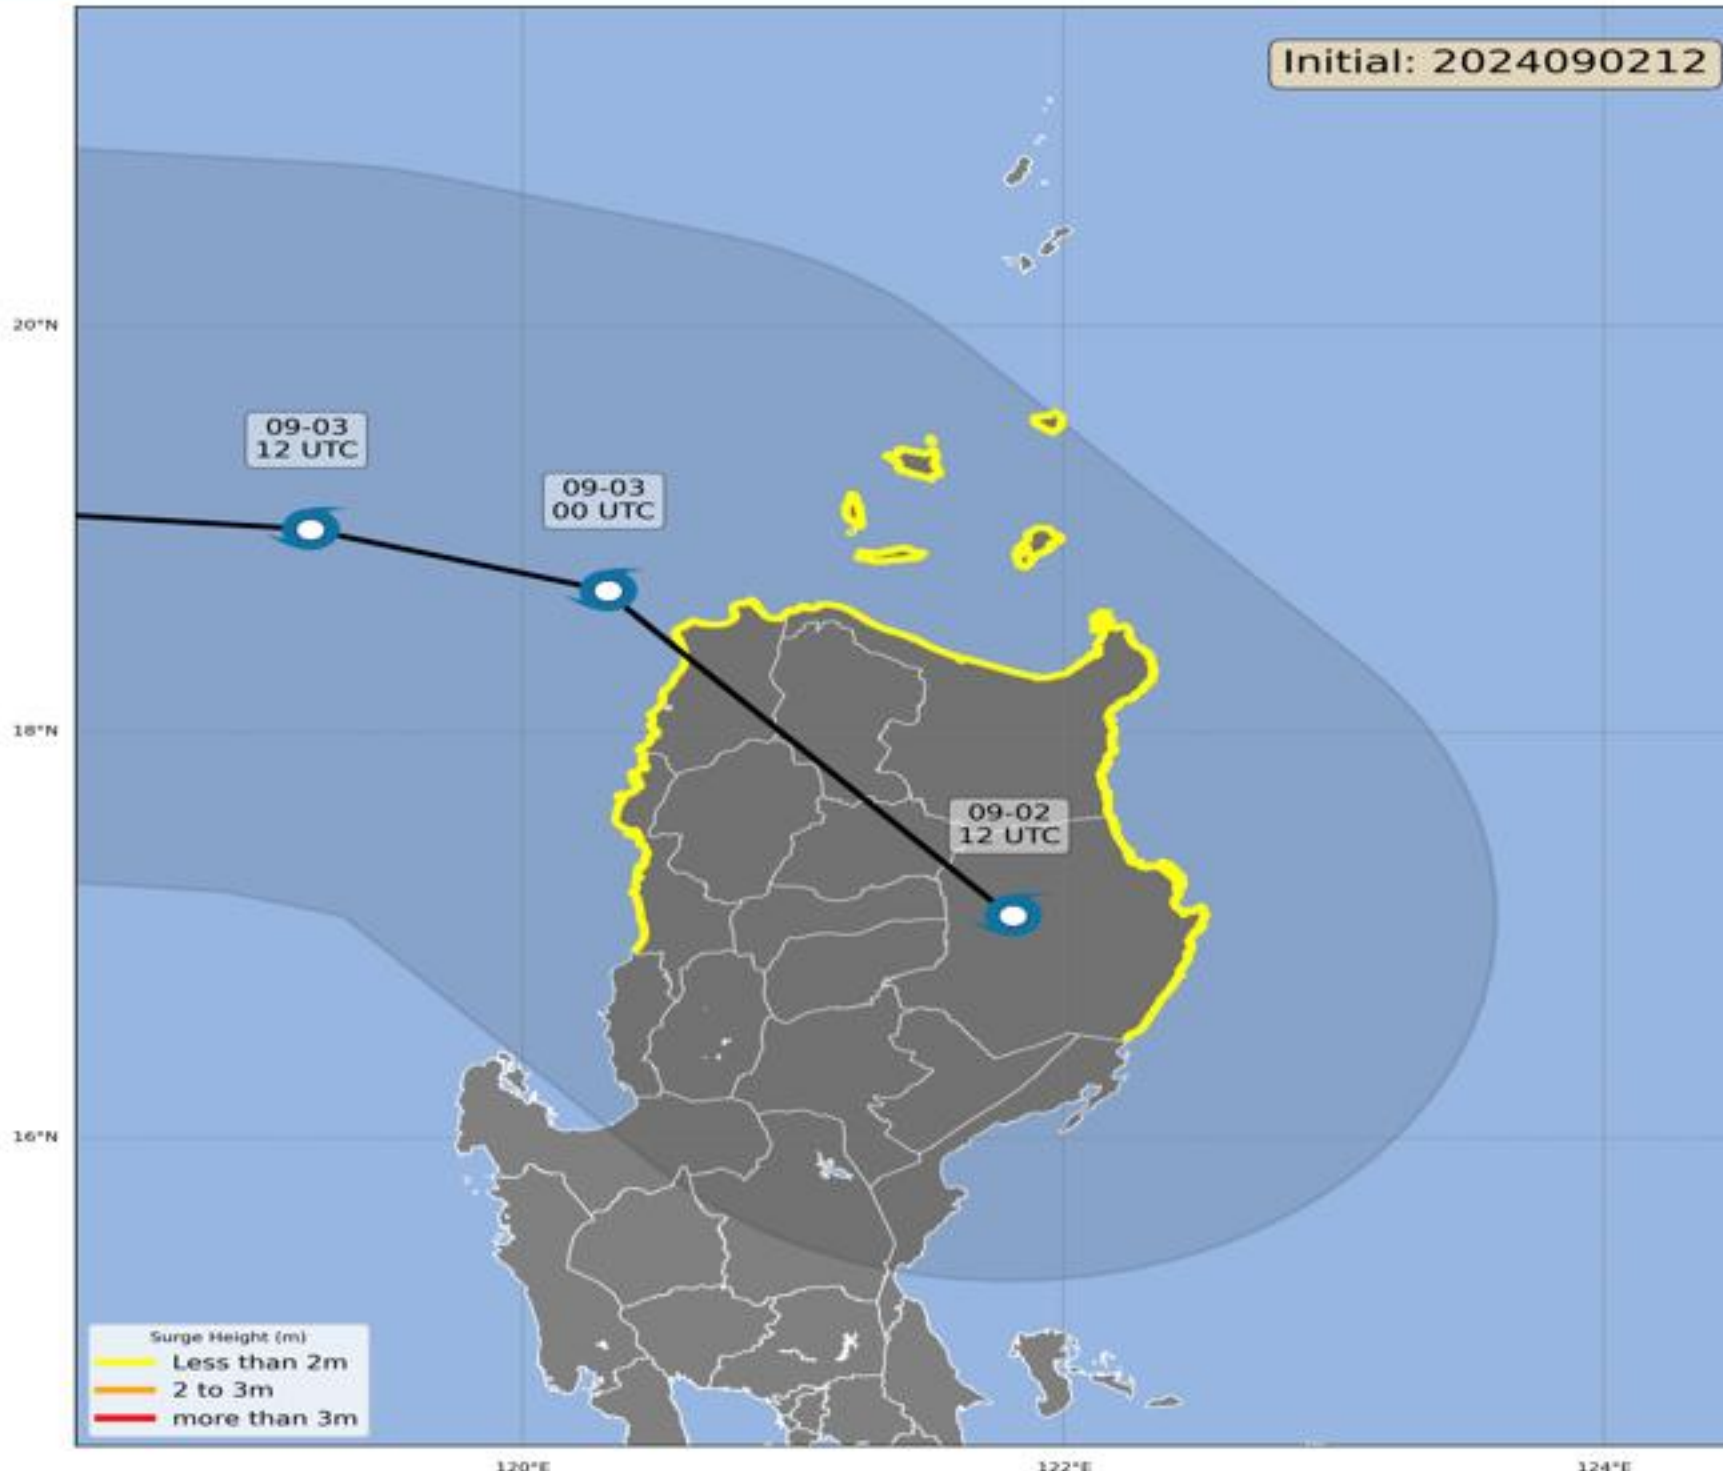 Initial: 2024090212
20°N
09-03
12 UTC
09-03
00 UTC
18°N
09-02
12 UTC
16°N
Surge Height (m)
Less than 2m
2 to 3m
more than 3m
120°E
122°E
124°E